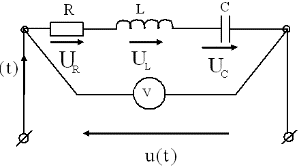 R L C
U_R U_L U_C
(t)
V
u(t)